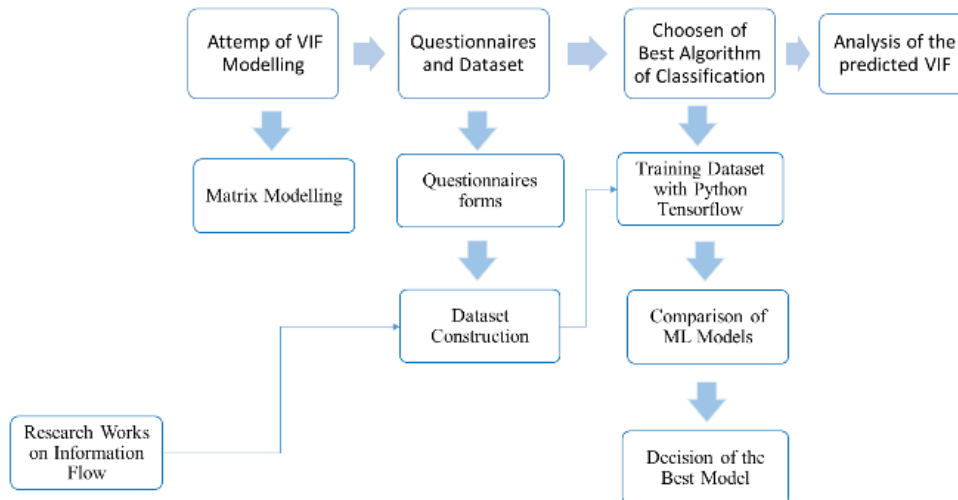 Attemp of VIF
Modelling
Questionnaires
and Dataset
Choosen of
Best Algorithm
of Classification
Analysis of the
predicted VIF
Matrix Modelling
Questionnaires
forms
Training Dataset
with Python
Tensorflow
Dataset
Construction
Comparison of
ML Models
Research Works
on Information
Flow
Decision of the
Best Model